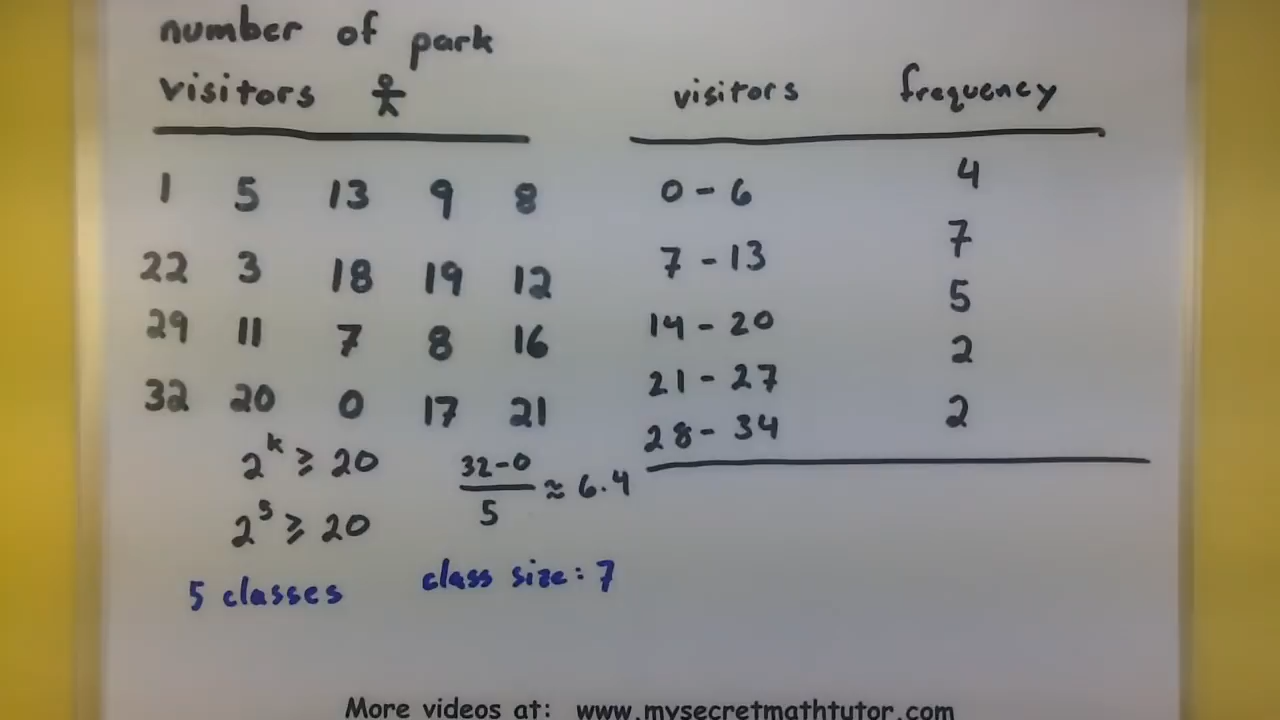 number of park
visitors
1 5 13 9 8
22 3 18 19 12
29 11 7 8 16
32 20 0 17 21
2^k ≥ 20
2^5 ≥ 20
5 classes
32-0
5
≈ 6.4
class size: 7
visitors frequency
0 - 6 4
7 - 13 7
14 - 20 5
21 - 27 2
28 - 34 2
More videos at: www.mysecretmathtutor.com